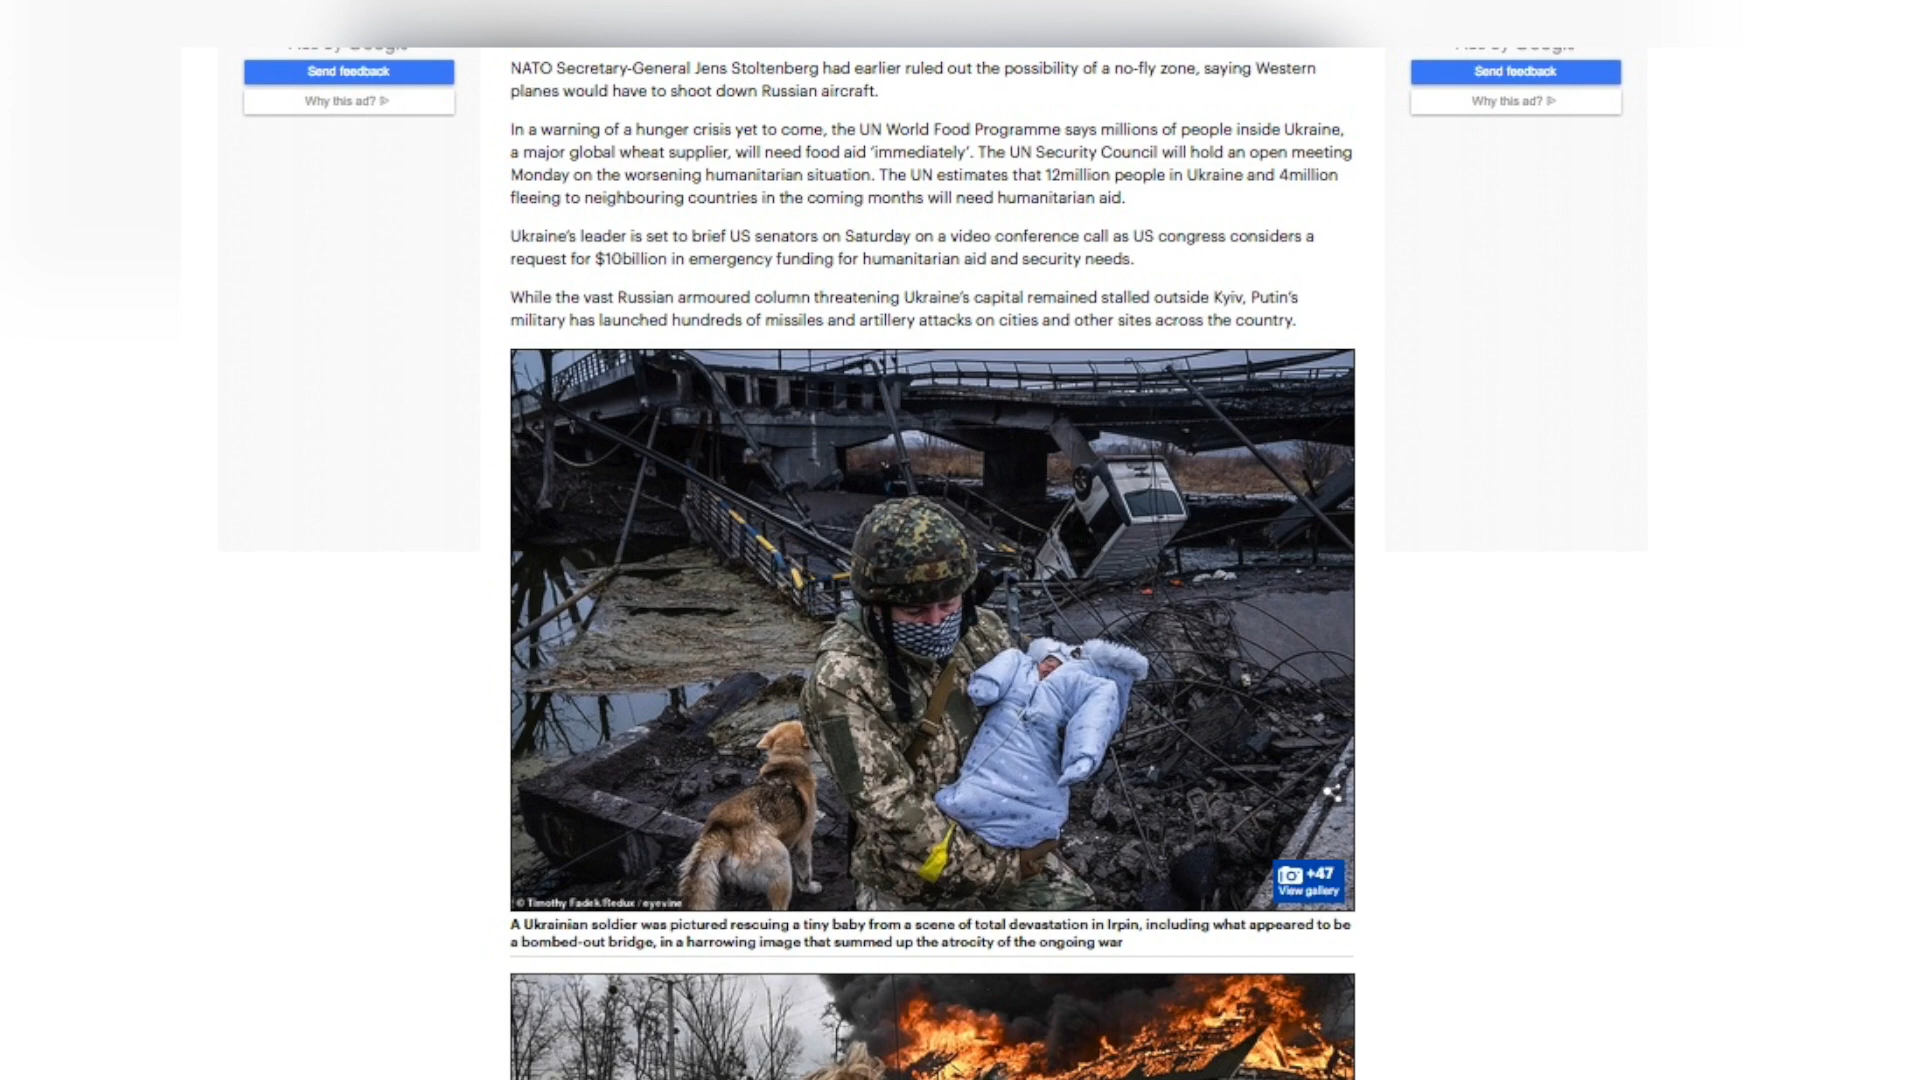 Send feedback
Why this ad?
NATO Secretary-General Jens Stoltenberg had earlier ruled out the possibility of a no-fly zone, saying Western
planes would have to shoot down Russian aircraft.
In a warning of a hunger crisis yet to come, the UN World Food Programme says millions of people inside Ukraine,
a major global wheat supplier, will need food aid ‘immediately’. The UN Security Council will hold an open meeting
Monday on the worsening humanitarian situation. The UN estimates that 12million people in Ukraine and 4million
fleeing to neighbouring countries in the coming months will need humanitarian aid.
Ukraine’s leader is set to brief US senators on Saturday on a video conference call as US congress considers a
request for $10billion in emergency funding for humanitarian aid and security needs.
While the vast Russian armoured column threatening Ukraine’s capital remained stalled outside Kyiv, Putin’s
military has launched hundreds of missiles and artillery attacks on cities and other sites across the country.
+47
View gallery
© Timothy Fadek/Redux / eyevine
A Ukrainian soldier was pictured rescuing a tiny baby from a scene of total devastation in Irpin, including what appeared to be
a bombed-out bridge, in a harrowing image that summed up the atrocity of the ongoing war
Send feedback
Why this ad?